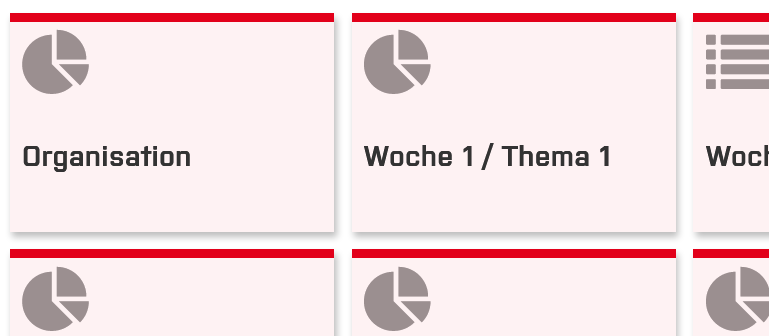 Organisation
Woche 1 / Thema 1